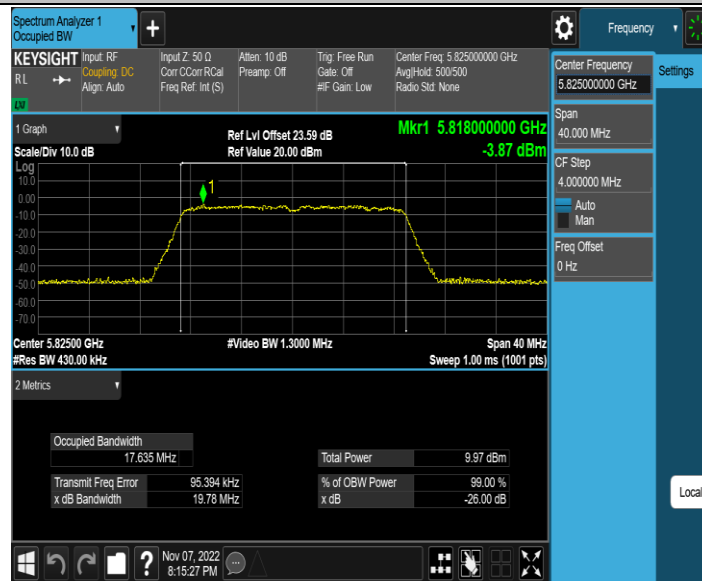 Spectrum Analyzer 1
Occupied BW
+
Frequency
KEYSIGHT
R L
LXI
Input: RF
Coupling: DC
Align: Auto
Input Z: 50 Ω
Corr CCorr RCal
Freq Ref: Int (S)
Atten: 10 dB
Preamp: Off
Trig: Free Run
Gate: Off
#IF Gain: Low
Center Freq: 5.825000000 GHz
Avg|Hold: 500/500
Radio Std: None
Center Frequency
5.825000000 GHz
Settings
Span
40.000 MHz
CF Step
4.000000 MHz
Auto
Man
Freq Offset
0 Hz
Local
1 Graph
Scale/Div 10.0 dB
Ref Lvl Offset 23.59 dB
Ref Value 20.00 dBm
Mkr1 5.818000000 GHz
-3.87 dBm
Log
10.0
0.00
-10.0
-20.0
-30.0
-40.0
-50.0
-60.0
-70.0
1
Center 5.82500 GHz
#Res BW 430.00 kHz
#Video BW 1.3000 MHz
Span 40 MHz
Sweep 1.00 ms (1001 pts)
2 Metrics
Occupied Bandwidth
17.635 MHz
Total Power 9.97 dBm
Transmit Freq Error 95.394 kHz
% of OBW Power 99.00 %
x dB Bandwidth 19.78 MHz
x dB -26.00 dB
?
Nov 07, 2022
8:15:27 PM